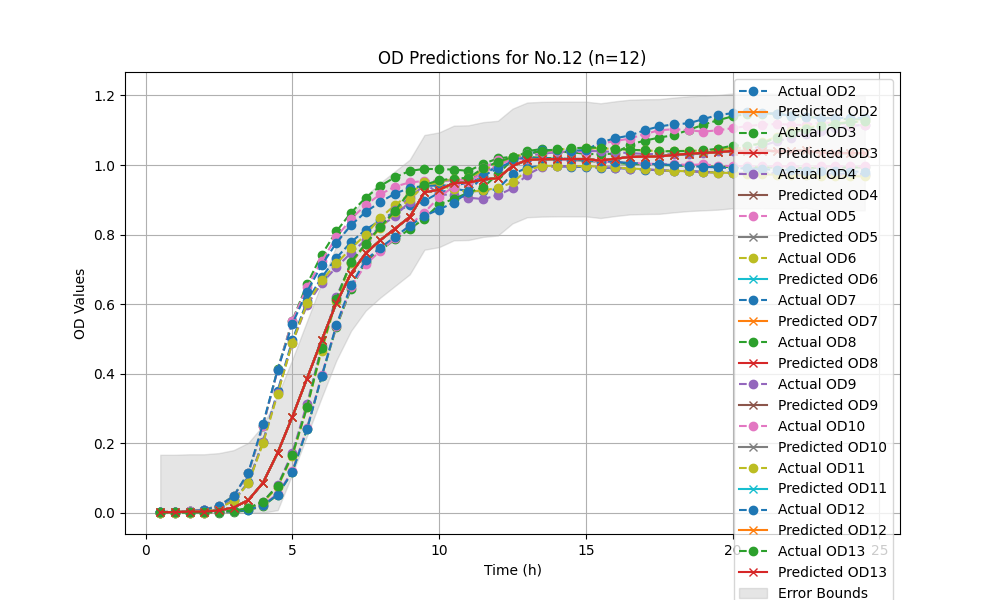 OD Predictions for No.12 (n=12)
OD Values
1.2
1.0
0.8
0.6
0.4
0.2
0.0
0
5
10
15
20
25
Time (h)
Actual OD2
Predicted OD2
Actual OD3
Predicted OD3
Actual OD4
Predicted OD4
Actual OD5
Predicted OD5
Actual OD6
Predicted OD6
Actual OD7
Predicted OD7
Actual OD8
Predicted OD8
Actual OD9
Predicted OD9
Actual OD10
Predicted OD10
Actual OD11
Predicted OD11
Actual OD12
Predicted OD12
Actual OD13
Predicted OD13
Error Bounds